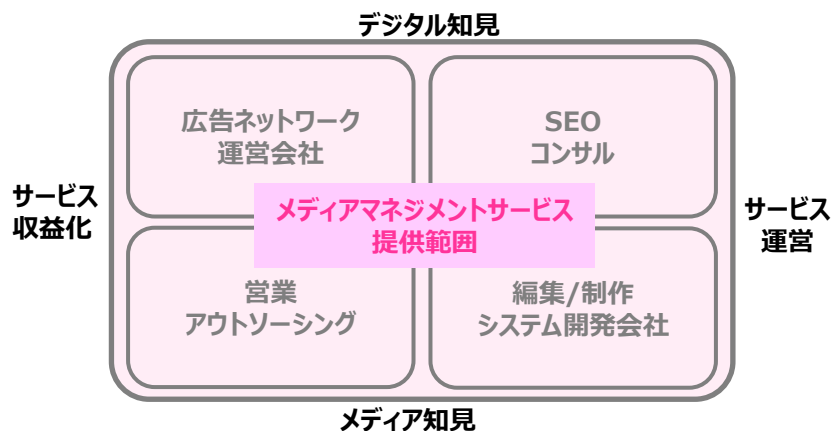 デジタル知見
広告ネットワーク
運営会社
SEO
コンサル
サービス
収益化
メディアマネジメントサービス
提供範囲
サービス
運営
営業
アウトソーシング
編集/制作
システム開発会社
メディア知見